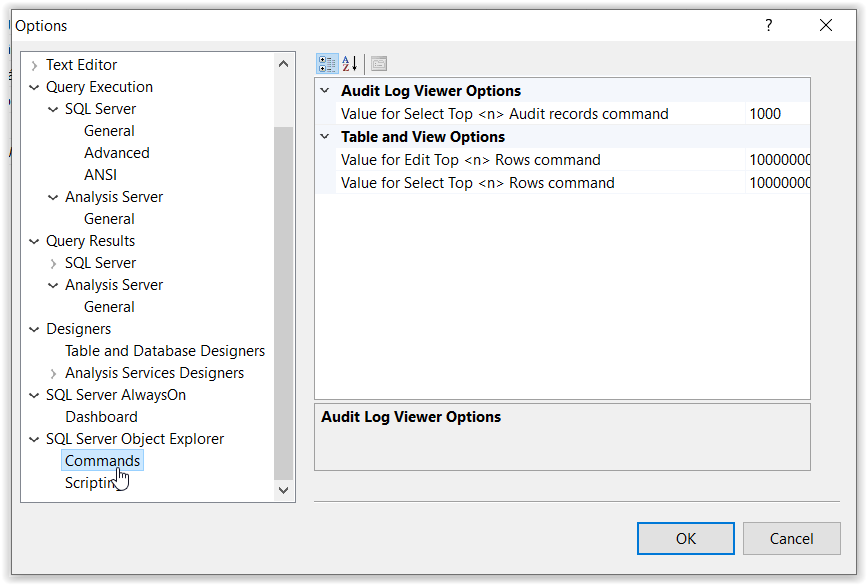 Options
?
Text Editor
Query Execution
SQL Server
General
Advanced
ANSI
Analysis Server
General
Query Results
SQL Server
Analysis Server
General
Designers
Table and Database Designers
Analysis Services Designers
SQL Server AlwaysOn
Dashboard
SQL Server Object Explorer
Commands
Audit Log Viewer Options
Value for Select Top <n> Audit records command 1000
Table and View Options
Value for Edit Top <n> Rows command
Value for Select Top <n> Rows command
Audit Log Viewer Options
OK Cancel